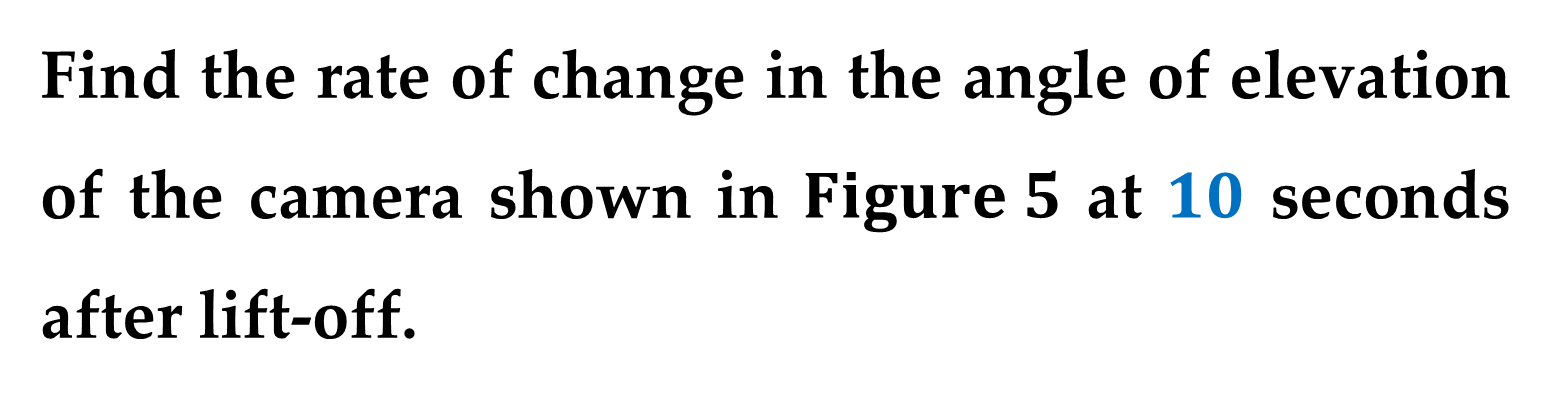 Find the rate of change in the angle of elevation
of the camera shown in Figure 5 at 10 seconds
after lift-off.